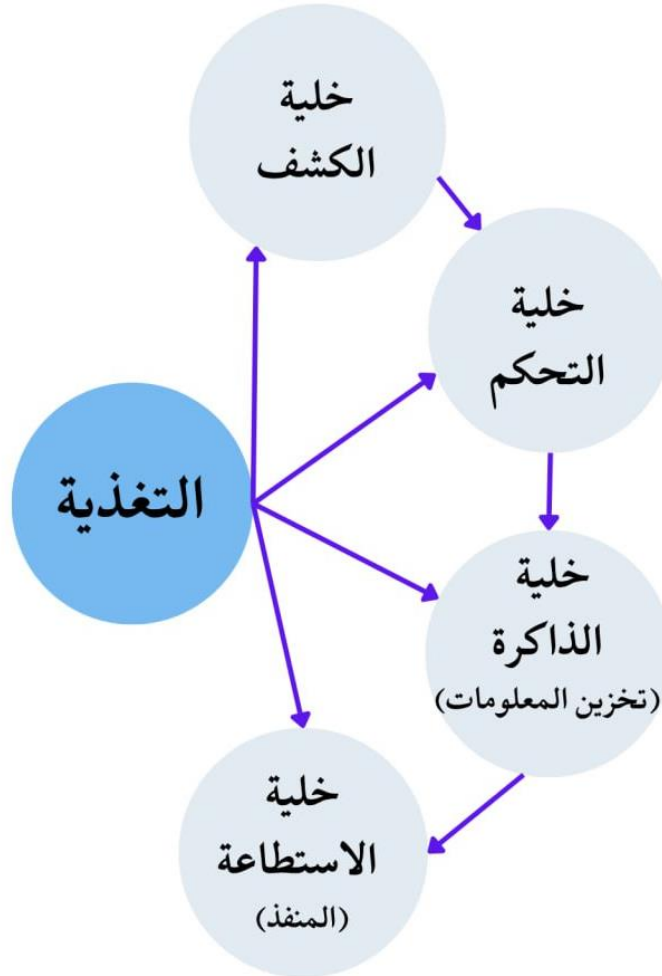 خلية
الكشف
خلية
التحكم
التغذية
خلية
الذاكرة
(تخزين المعلومات)
خلية
الاستطاعة
(المنفذ)